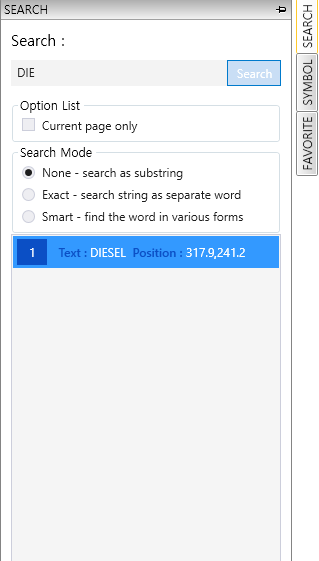 SEARCH
Search :
DIE
Search
Option List
Current page only
Search Mode
None - search as substring
Exact - search string as separate word
Smart - find the word in various forms
1 Text : DIESEL Position : 317.9,241.2
SEARCH
SYMBOL
FAVORITE